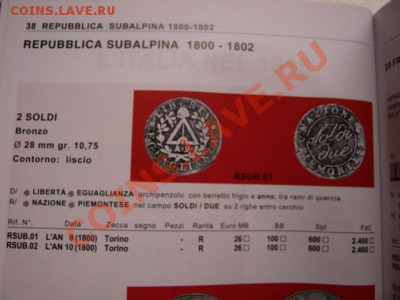 COINS.LAVE.RU
38 REPUBBLICA SUBALPINA 1800-1802
REPUBBLICA SUBALPINA 1800 - 1802
2 SOLDI
Bronzo
Ø 28 mm gr. 10,75
Contorno: liscio
RSUB.01
D/ LIBERTÀ EGUAGLIANZA archipenzolo con berretto frigio e anno, tra rami di quercia
R/ NAZIONE PIEMONTESE nel campo SOLDI / DUE su 2 righe entro cerchio
Rif. N°. Data Zecca segno Pezzi Rarità Euro MB BB Spl FdC
RSUB.01 L'AN 9 (1800) Torino - R 26 100 600 2.400
RSUB.02 L'AN 10 (1800) Torino - R 26 100 600 2.400
COINS.LAVE.RU